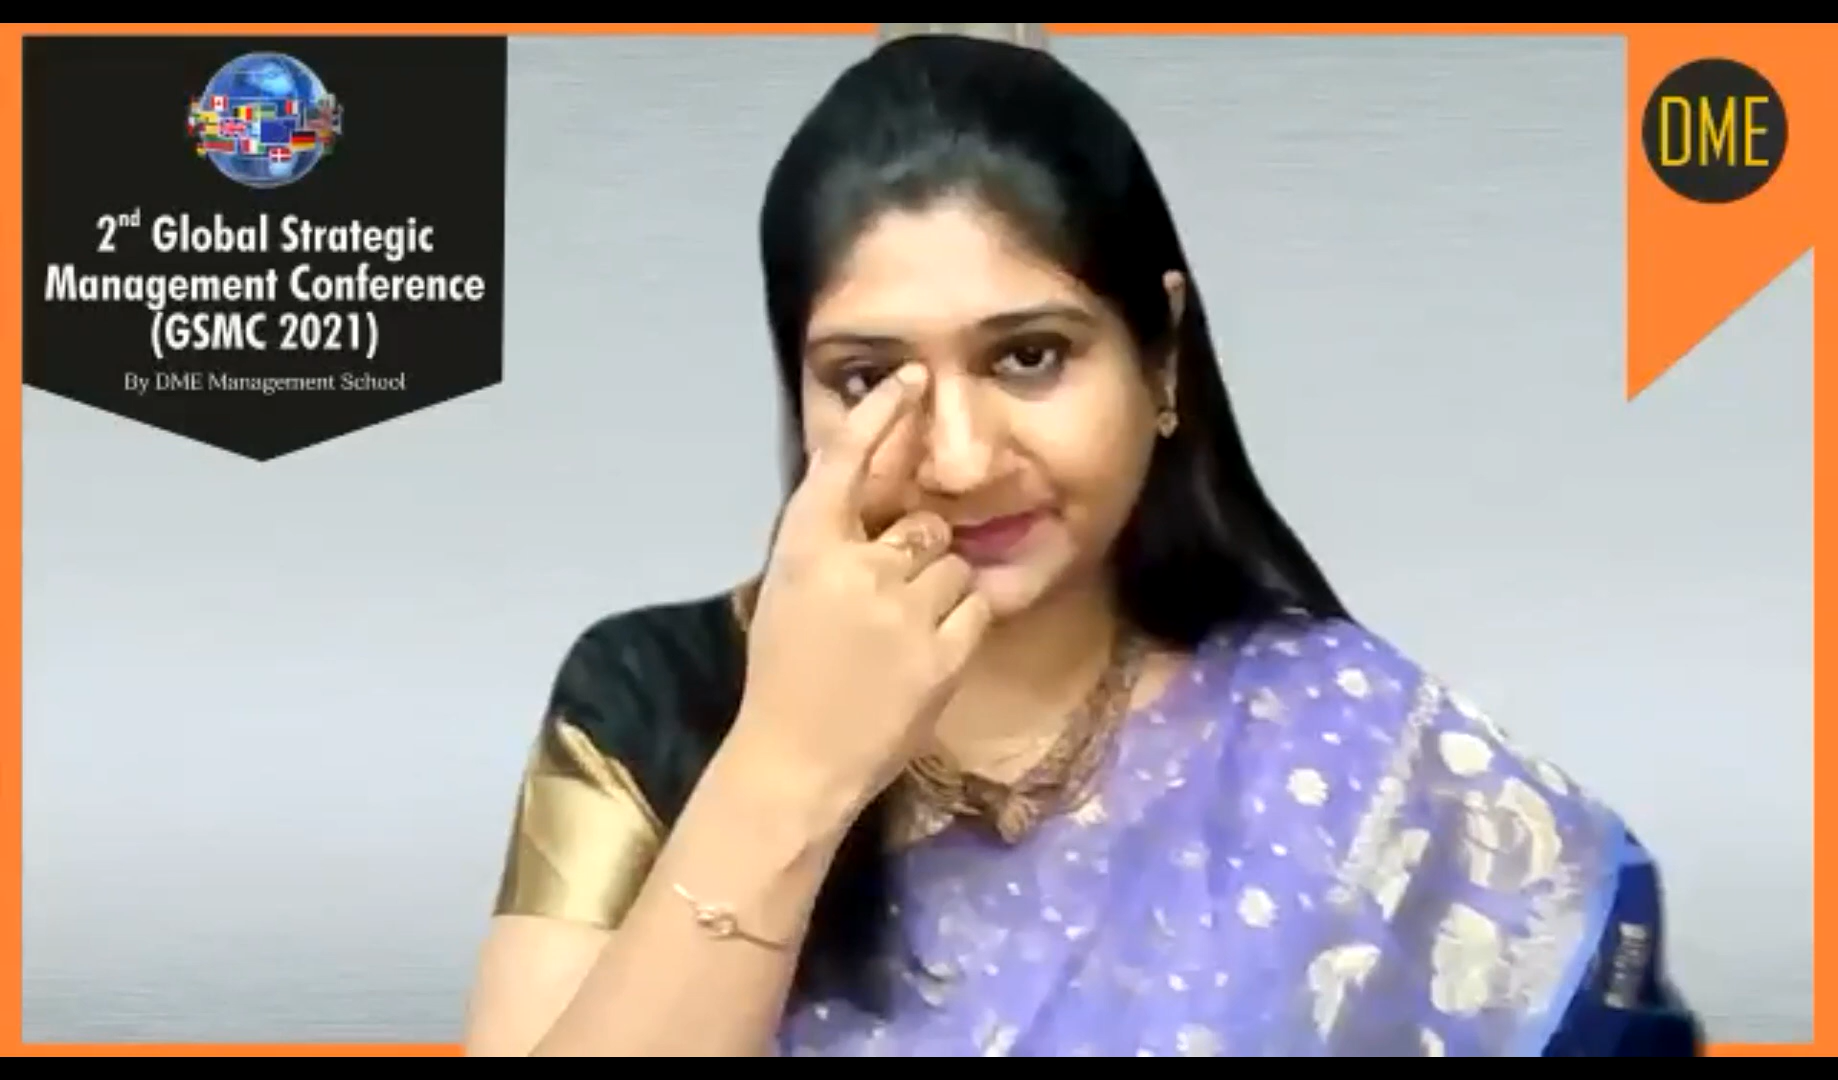 2nd Global Strategic
Management Conference
(GSMC 2021)
By DME Management School
DME